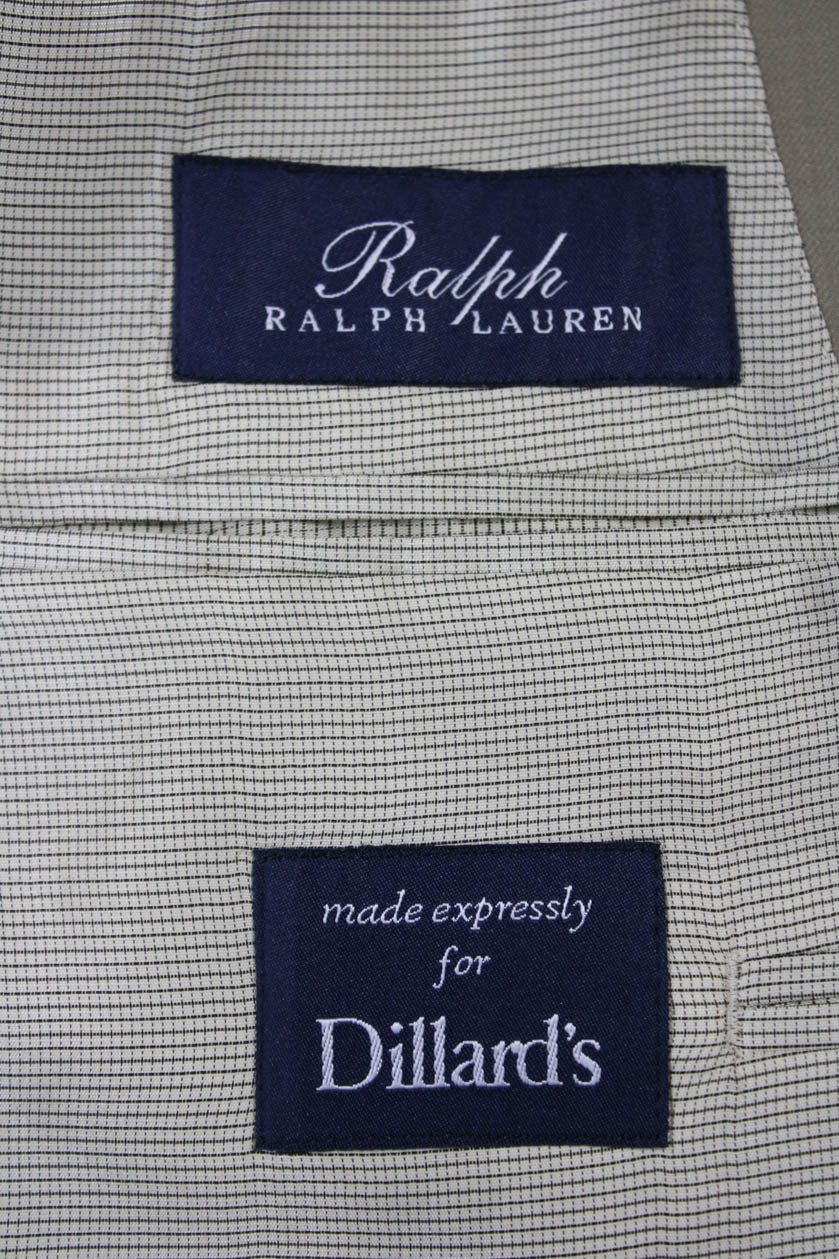 Ralph
RALPH LAUREN
made expressly
for
Dillard's